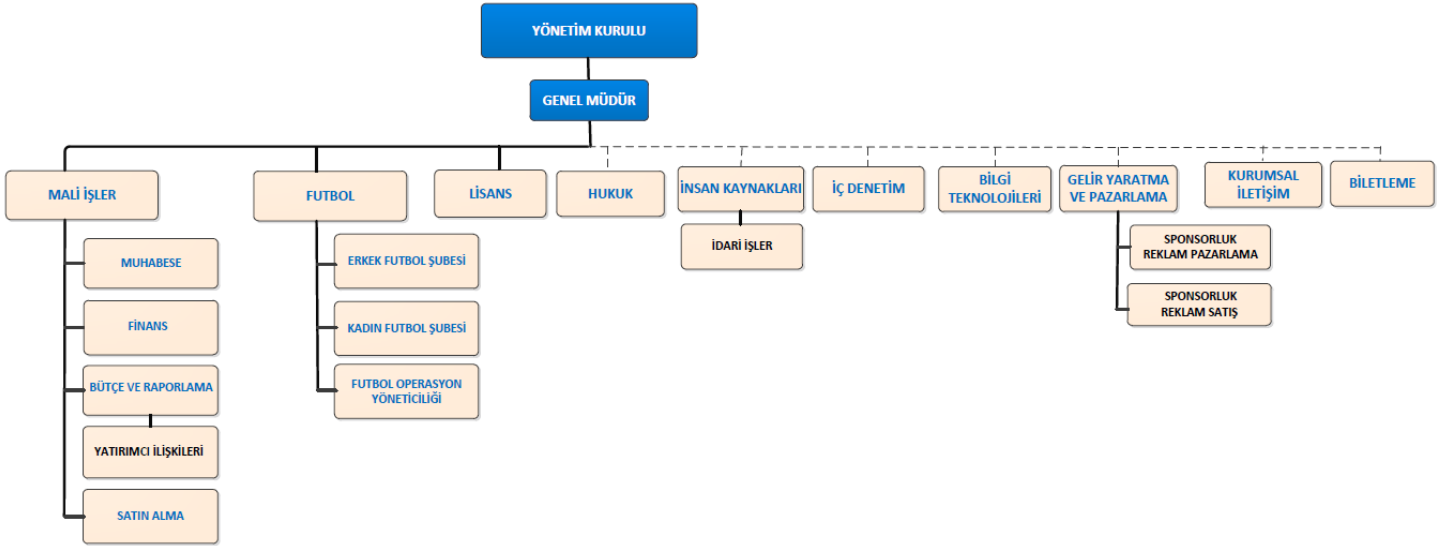 YÖNETİM KURULU
GENEL MÜDÜR
MALİ İŞLER
FUTBOL
LİSANS
HUKUK
İNSAN KAYNAKLARI
İÇ DENETİM
BİLGİ
TEKNOLOJİLERİ
GELİR YARATMA
VE PAZARLAMA
KURUMSAL
İLETİŞİM
BİLETLEME
MUHABESE
FİNANS
BÜTÇE VE RAPORLAMA
YATIRIMCI İLİŞKİLERİ
SATIN ALMA
ERKEK FUTBOL ŞUBESİ
KADIN FUTBOL ŞUBESİ
FUTBOL OPERASYON
YÖNETİCİLİĞİ
İDARİ İŞLER
SPONSORLUK
REKLAM PAZARLAMA
SPONSORLUK
REKLAM SATIŞ